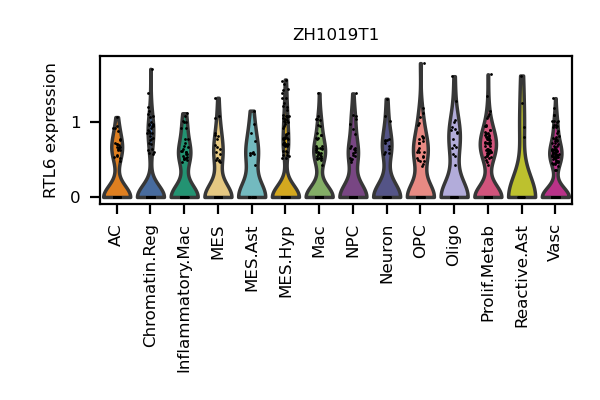 ZH1019T1
RTL6 expression
1
0
AC
Chromatin.Reg
Inflammatory.Mac
MES
MES.Ast
MES.Hyp
Mac
NPC
Neuron
OPC
Oligo
Prolif.Metab
Reactive.Ast
Vasc